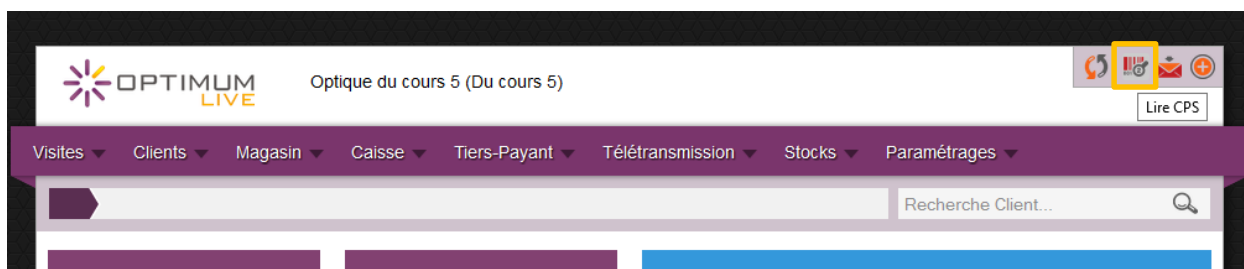 OPTIMUM
LIVE
Optique du cours 5 (Du cours 5)
Lire CPS
Visites Clients Magasin Caisse Tiers-Payant Télétransmission Stocks Paramétrages
Recherche Client...